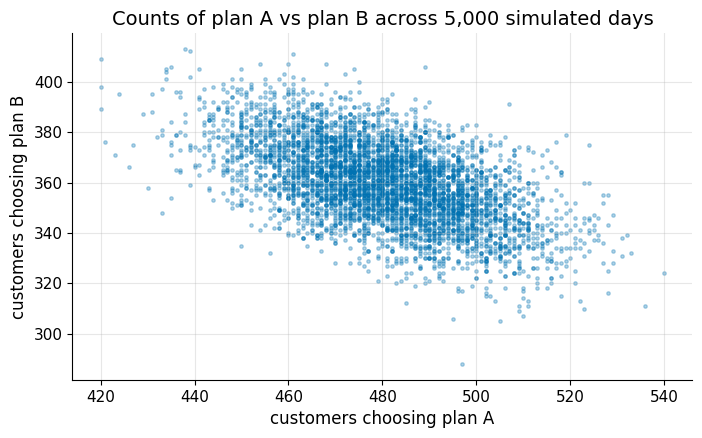 Counts of plan A vs plan B across 5,000 simulated days
customers choosing plan B
400
380
360
340
320
300
420 440 460 480 500 520 540
customers choosing plan A